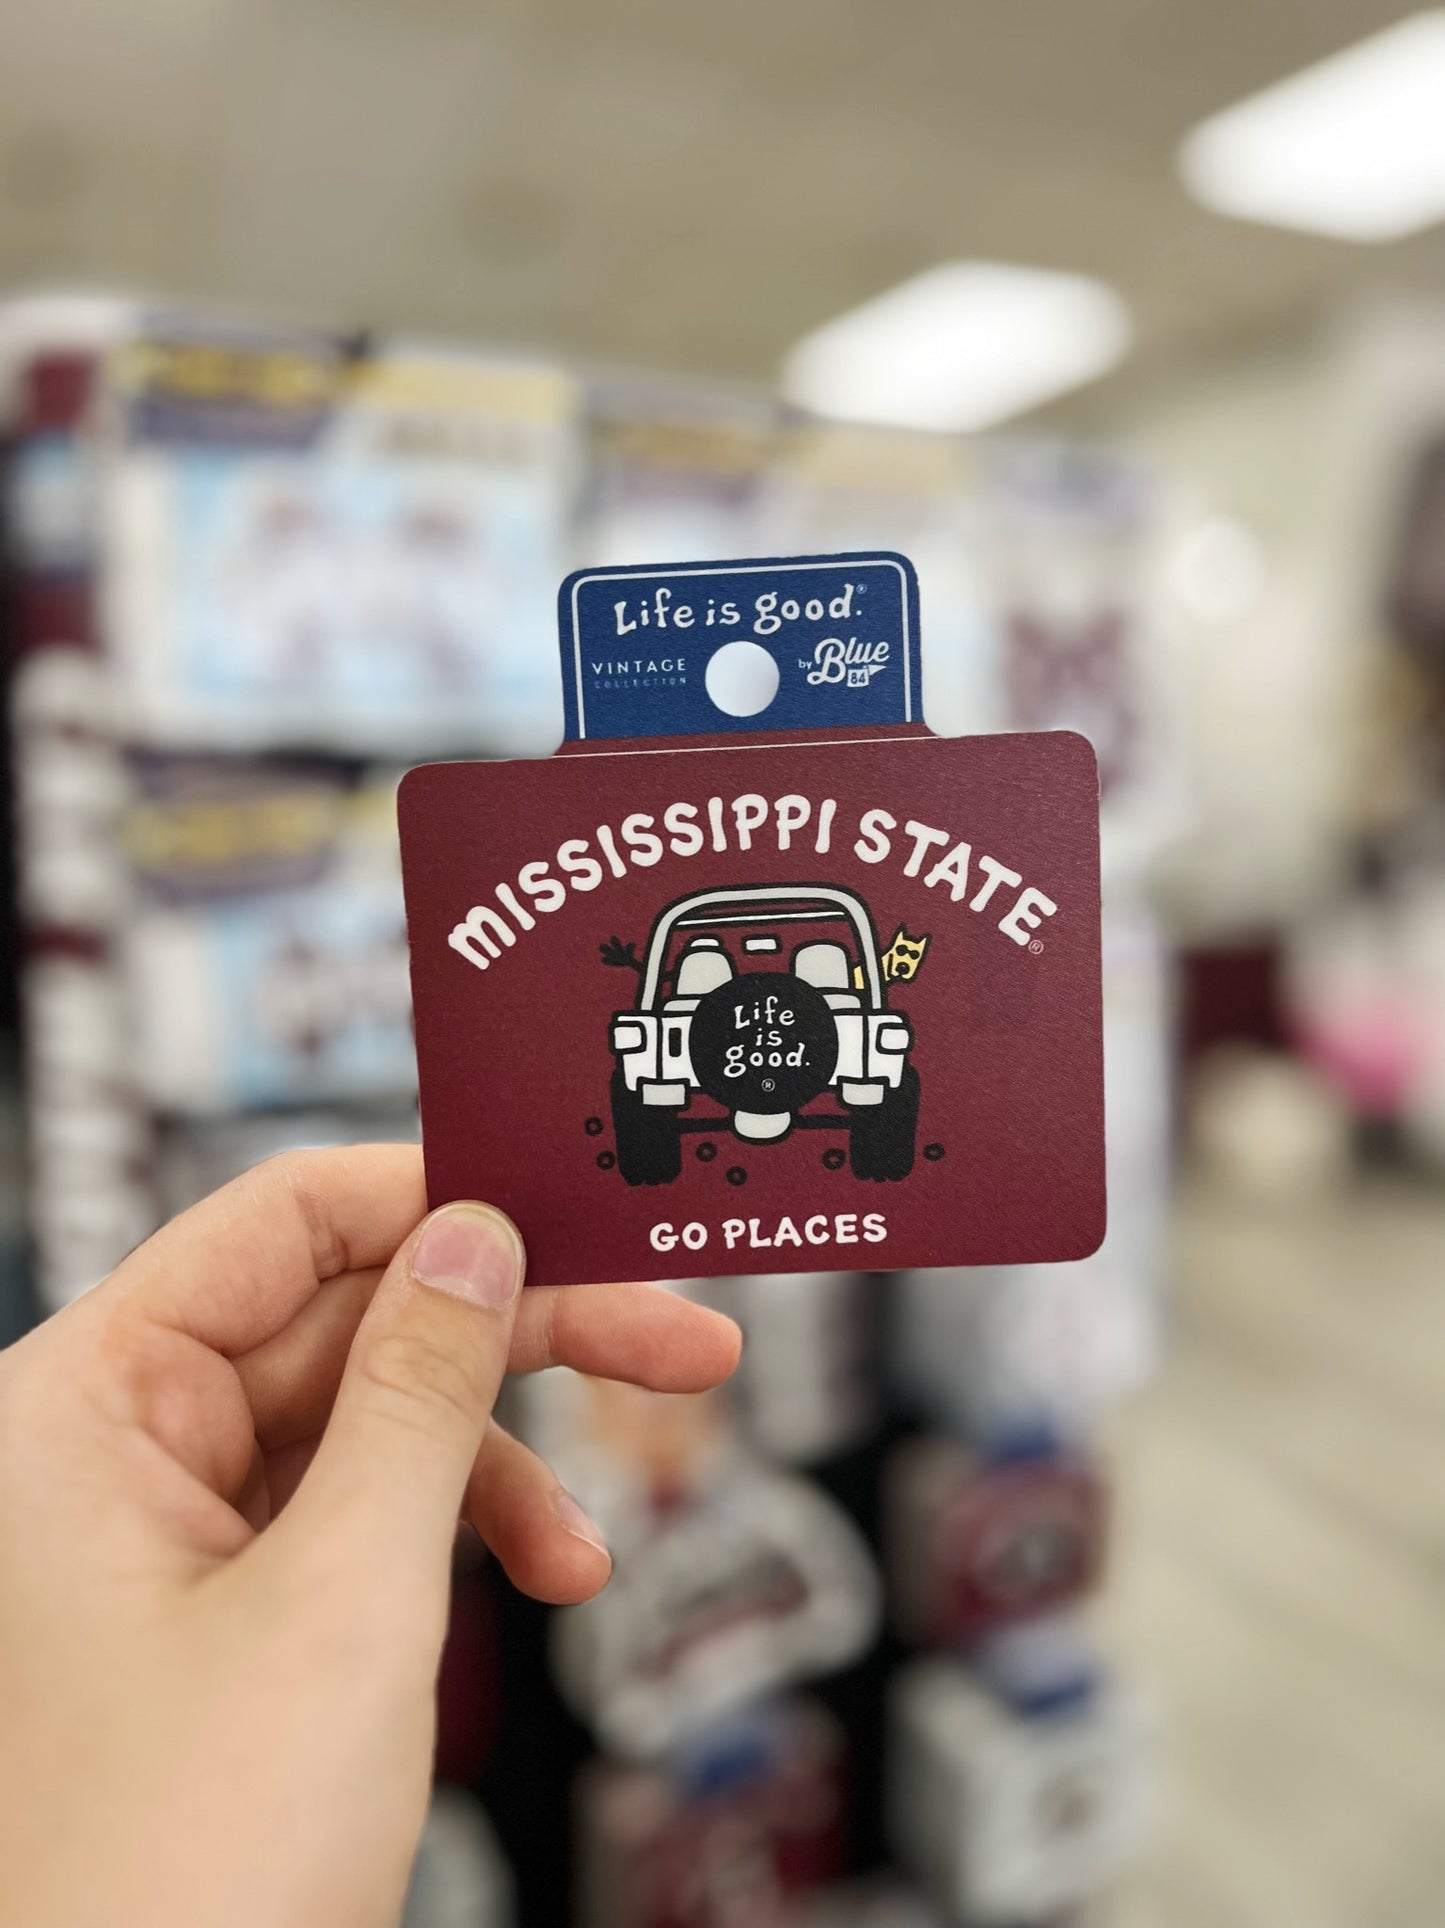 Life is good.®
VINTAGE
COLLECTION
by Blue
84
MISSISSIPPI STATE®
Life
is
good.
®
GO PLACES